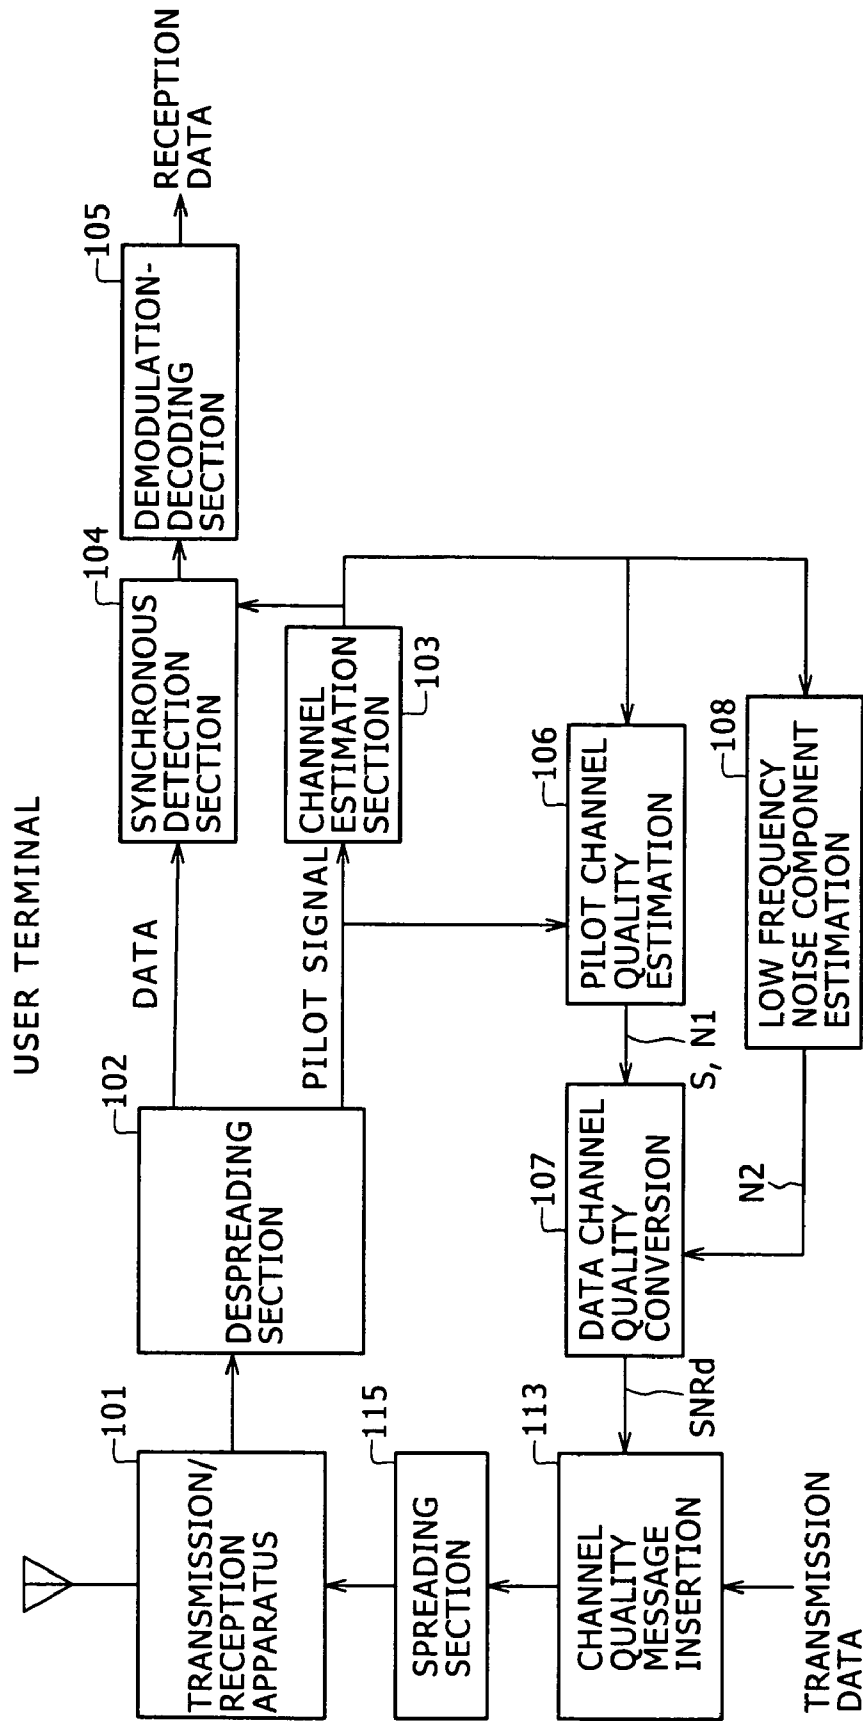 USER TERMINAL
101
TRANSMISSION/
RECEPTION
APPARATUS
102
DESPREADING
SECTION
DATA
PILOT SIGNAL
104
SYNCHRONOUS
DETECTION
SECTION
105
DEMODULATION-
DECODING
SECTION
RECEPTION
DATA
CHANNEL
ESTIMATION
SECTION
103
115
SPREADING
SECTION
113
CHANNEL
QUALITY
MESSAGE
INSERTION
SNRd
107
DATA CHANNEL
QUALITY
CONVERSION
S, N1
106
PILOT CHANNEL
QUALITY
ESTIMATION
N2
108
LOW FREQUENCY
NOISE COMPONENT
ESTIMATION
TRANSMISSION
DATA